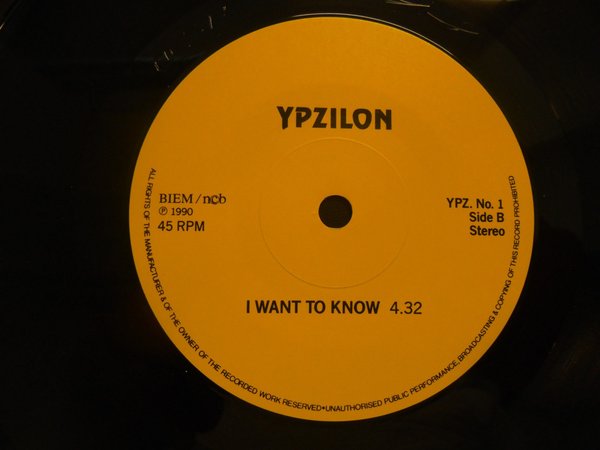 YPZILON
BIEM/ncb
℗ 1990
45 RPM
YPZ. No. 1
Side B
Stereo
I WANT TO KNOW 4.32
ALL RIGHTS OF THE MANUFACTURER & OF THE OWNER OF THE RECORDED WORK RESERVED•UNAUTHORISED PUBLIC PERFORMANCE, BROADCASTING & COPYING OF THIS RECORD PROHIBITED